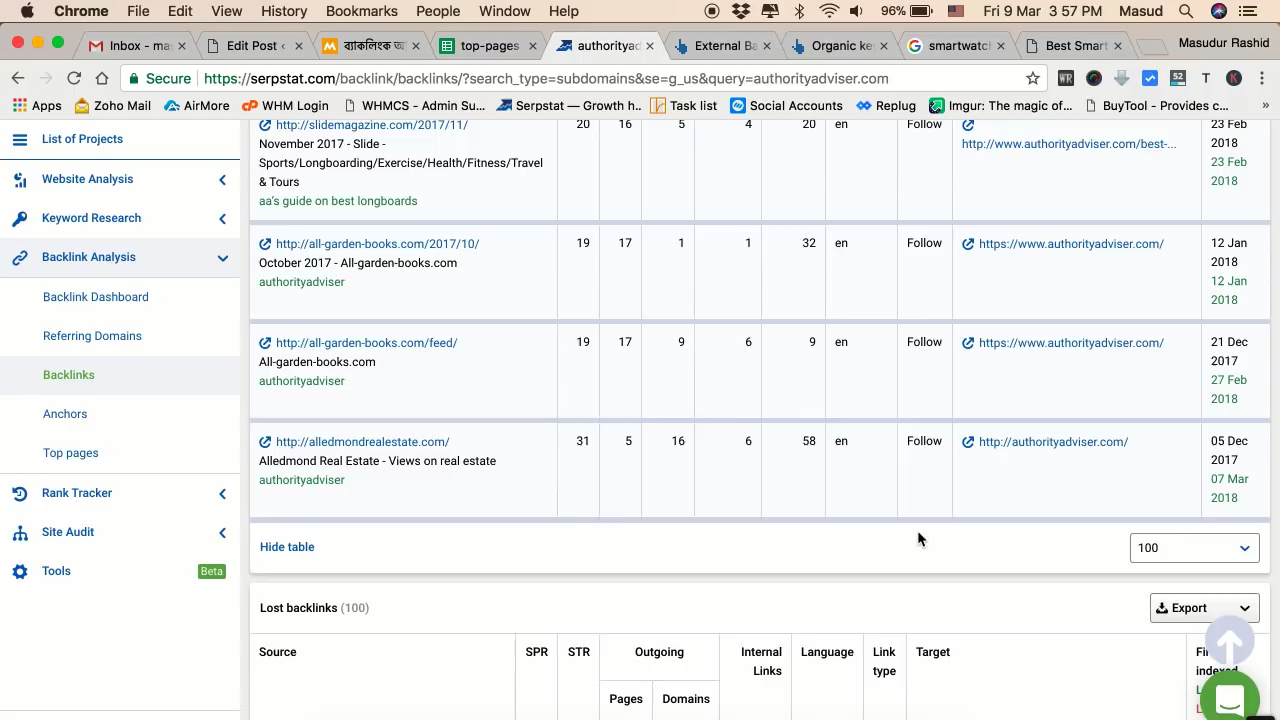 Chrome File Edit View History Bookmarks People Window Help 96% Fri 9 Mar 3:57 PM Masud
Inbox - ma Edit Post ‹ ব্যাকলিংক top-pages authorityad External Ba Organic ke smartwatc Best Smart Masudur Rashid
Secure https://serpstat.com/backlink/backlinks/?search_type=subdomains&se=g_us&query=authorityadviser.com
Apps Zoho Mail AirMore WHM Login WHMCS - Admin Su... Serpstat — Growth h.. Task list Social Accounts Replug Imgur: The magic of... BuyTool - Provides c... »
List of Projects
Website Analysis
Keyword Research
Backlink Analysis
Backlink Dashboard
Referring Domains
Backlinks
Anchors
Top pages
Rank Tracker
Site Audit
Tools Beta
http://slidemagazine.com/2017/11/ 20 16 5 4 20 en Follow 23 Feb
November 2017 - Slide - http://www.authorityadviser.com/best-... 2018
Sports/Longboarding/Exercise/Health/Fitness/Travel 23 Feb
& Tours 2018
aa's guide on best longboards
http://all-garden-books.com/2017/10/ 19 17 1 1 32 en Follow https://www.authorityadviser.com/ 12 Jan
October 2017 - All-garden-books.com 2018
authorityadviser 12 Jan
2018
http://all-garden-books.com/feed/ 19 17 9 6 9 en Follow https://www.authorityadviser.com/ 21 Dec
All-garden-books.com 2017
authorityadviser 27 Feb
2018
http://alledmondrealestate.com/ 31 5 16 6 58 en Follow http://authorityadviser.com/ 05 Dec
Alledmond Real Estate - Views on real estate 2017
authorityadviser 07 Mar
2018
Hide table 100
Lost backlinks (100) Export
Source SPR STR Outgoing Internal Language Link Target
Links type indexed
Pages Domains